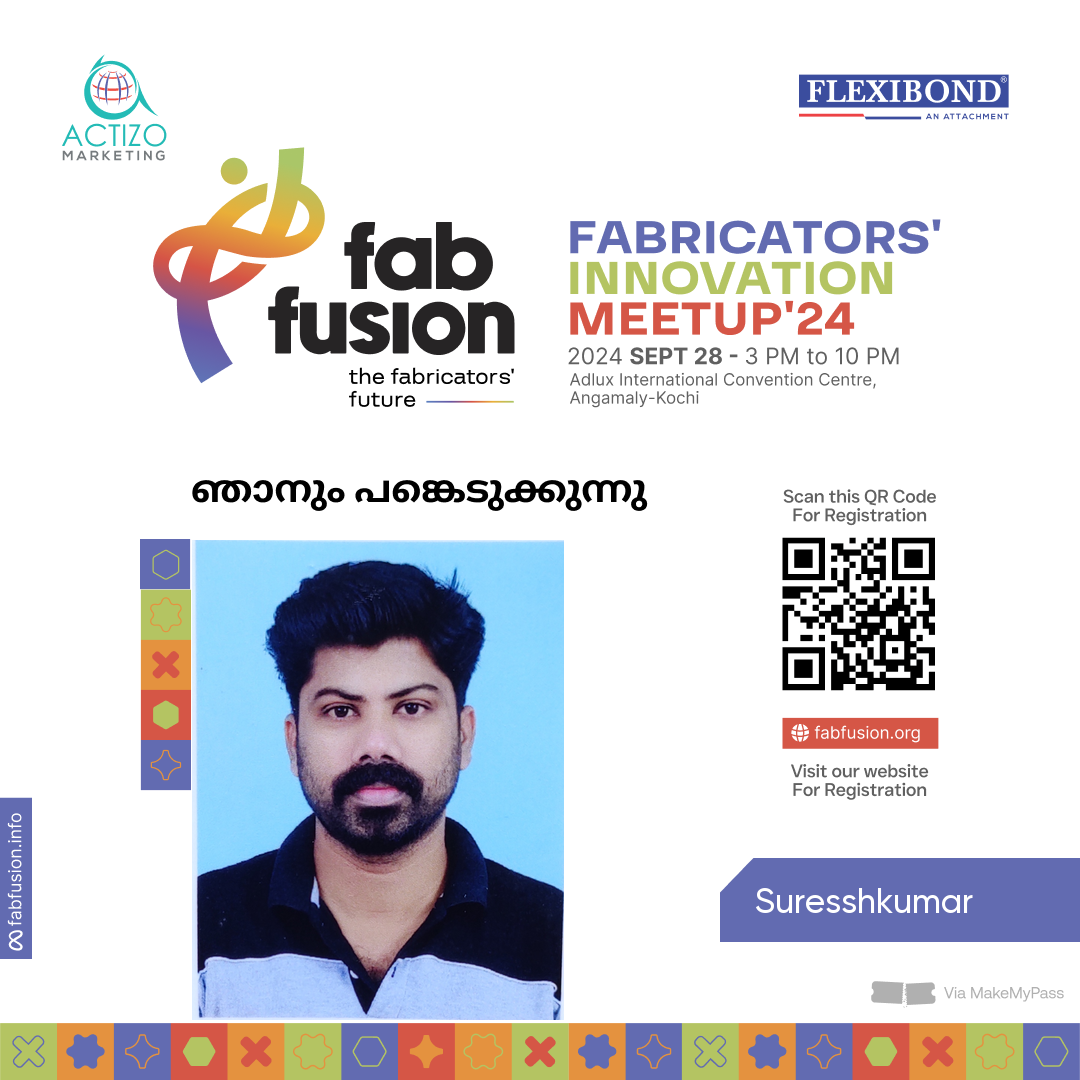 ACTIZO
MARKETING
FLEXIBOND®
AN ATTACHMENT
fab
fusion
the fabricators'
future
FABRICATORS'
INNOVATION
MEETUP'24
2024 SEPT 28 - 3 PM to 10 PM
Adlux International Convention Centre,
Angamaly-Kochi
ഞാനും പങ്കെടുക്കുന്നു
Scan this QR Code
For Registration
fabfusion.org
Visit our website
For Registration
fabfusion.info
Suresshkumar
Via MakeMyPass